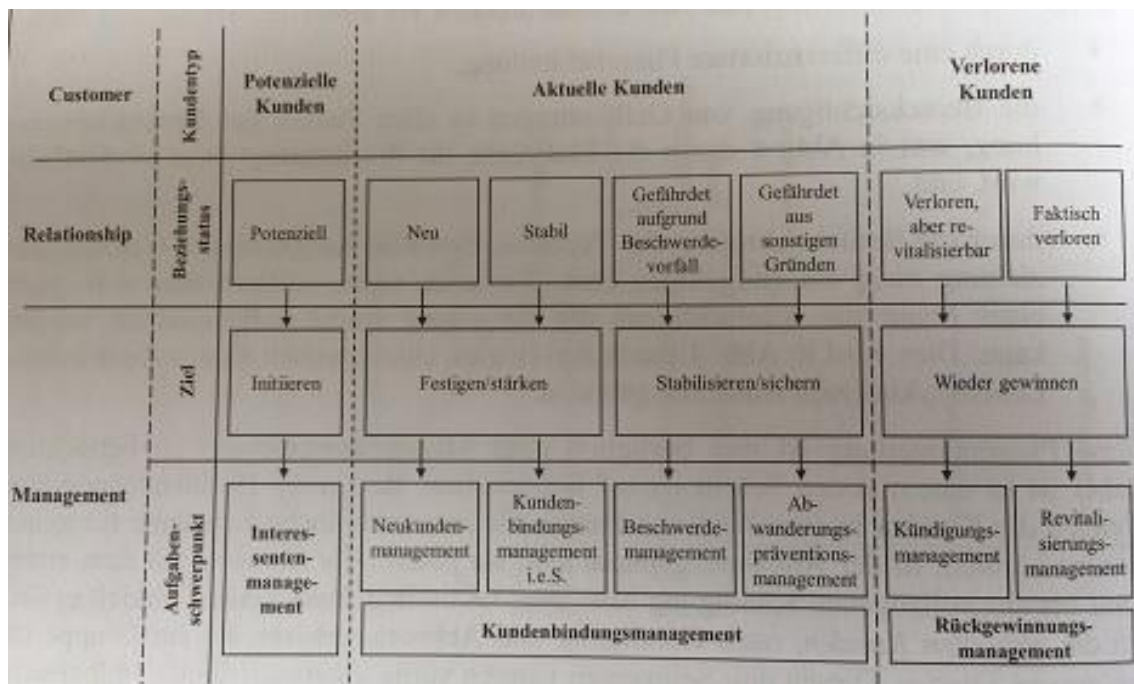 Customer
Kundentyp
Potenzielle
Kunden
Aktuelle Kunden
Verlorene
Kunden
Relationship
Beziehungs-
status
Potenziell
Neu
Stabil
Gefährdet
aufgrund
Beschwerde-
vorfall
Gefährdet
aus
sonstigen
Gründen
Verloren,
aber re-
vitalisierbar
Faktisch
verloren
Management
Ziel
Initiieren
Festigen/stärken
Stabilisieren/sichern
Wieder gewinnen
Aufgaben-
schwerpunkt
Interes-
senten-
manage-
ment
Neukunden-
management
Kunden-
bindungs-
management
i.e.S.
Beschwerde-
management
Ab-
wanderungs-
präventions-
management
Kündigungs-
management
Revitali-
sierungs-
management
Kundenbindungsmanagement
Rückgewinnungs-
management